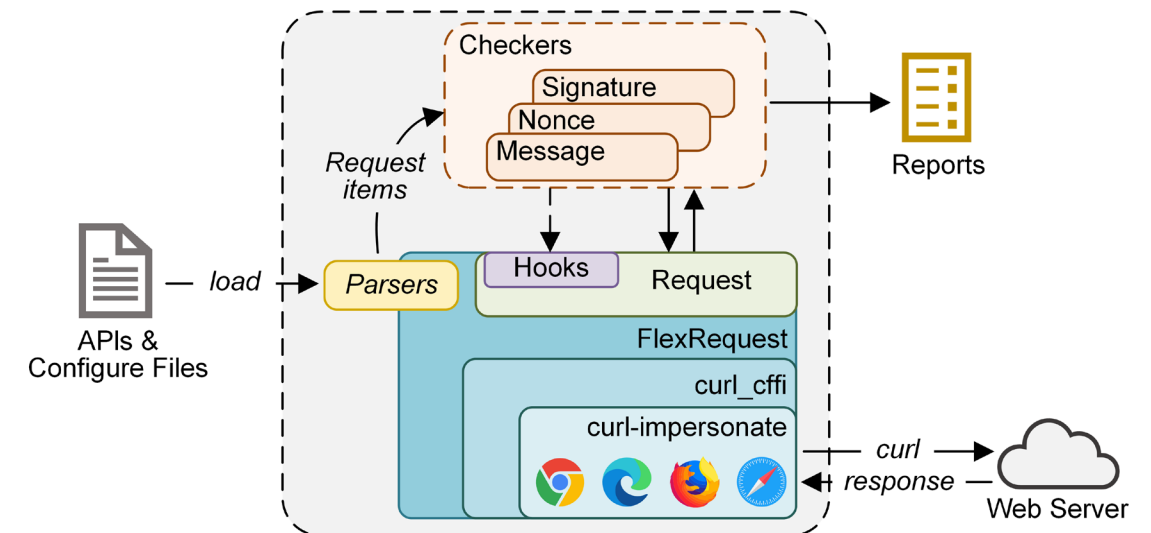 Checkers
Signature
Nonce
Message
Reports
Request
items
load
Parsers
Hooks
Request
APIs &
Configure Files
FlexRequest
curl_cffi
curl-impersonate
curl
response
Web Server